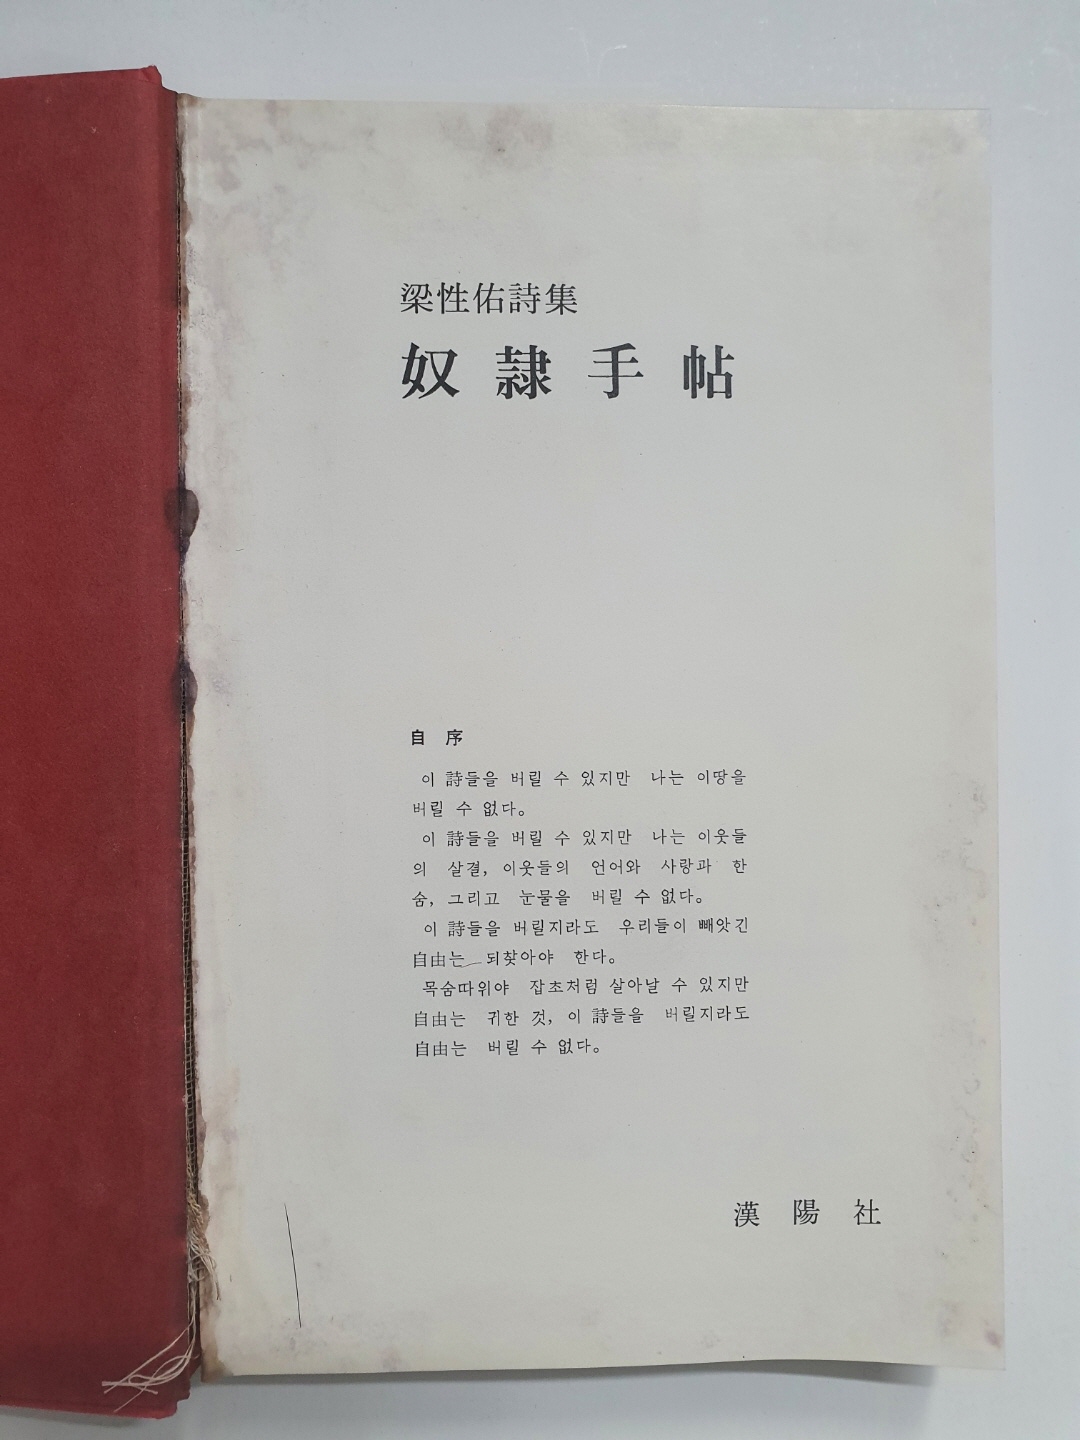 梁性佑詩集
奴隷手帖
自序
이 詩들을 버릴 수 있지만 나는 이땅을
버릴 수 없다。
이 詩들을 버릴 수 있지만 나는 이웃들
의 살결, 이웃들의 언어와 사랑과 한
숨, 그리고 눈물을 버릴 수 없다。
이 詩들을 버릴지라도 우리들이 빼앗긴
自由는 되찾아야 한다。
목숨따위야 잡초처럼 살아날 수 있지만
自由는 귀한 것, 이 詩들을 버릴지라도
自由는 버릴 수 없다。
漢陽社